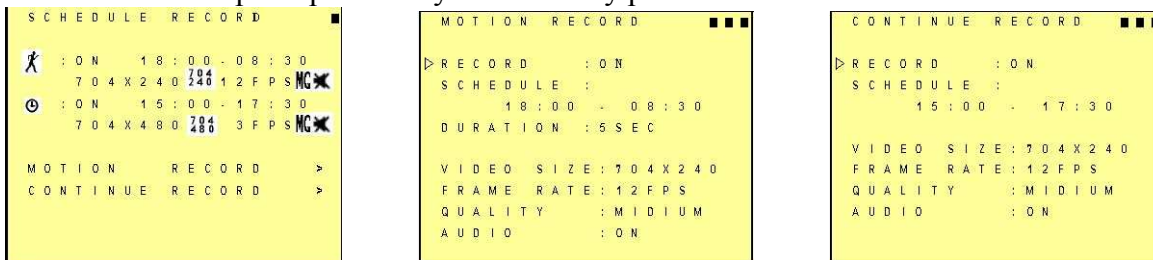 SCHEDULE RECORD
: ON 18:00-08:30
704X240 704 240 12FPS MG
: ON 15:00-17:30
704X480 704 480 3FPS MG
MOTION RECORD >
CONTINUE RECORD >
MOTION RECORD
RECORD : ON
SCHEDULE :
18:00 - 08:30
DURATION :5SEC
VIDEO SIZE:704X240
FRAME RATE:12FPS
QUALITY :MIDIUM
AUDIO :ON
CONTINUE RECORD
RECORD : ON
SCHEDULE :
15:00 - 17:30
VIDEO SIZE:704X240
FRAME RATE:12FPS
QUALITY :MIDIUM
AUDIO :ON